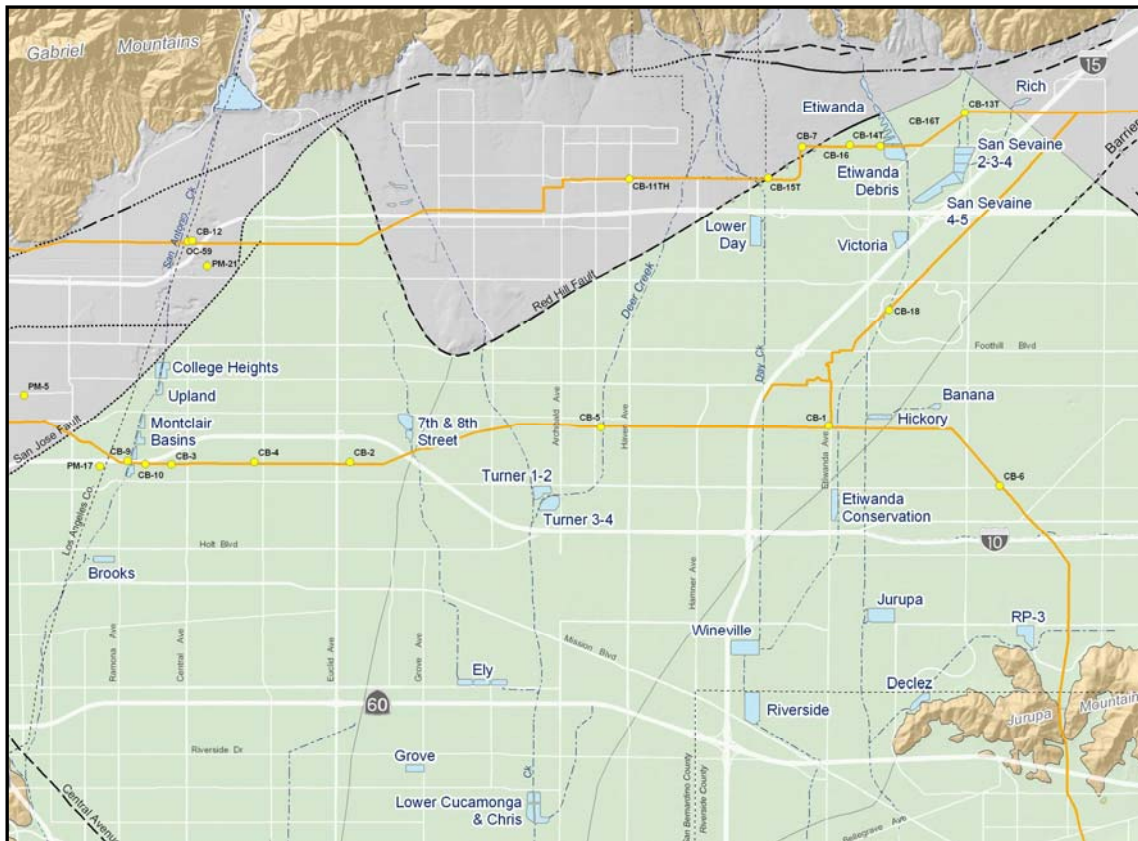 Gabriel Mountains
15
Rich
CB-13T
Etiwanda
CB-16T
CB-7
CB-14T
CB-16
San Sevaine
2-3-4
Etiwanda
Debris
CB-11TH
CB-15T
San Sevaine
4-5
Lower
Day
Victoria
San Antonio Ck
CB-12
OC-59
PM-21
Red Hill Fault
Deer Creek
CB-18
Foothill Blvd
College Heights
Upland
PM-5
Day Ck
Archibald Ave
Haven Ave
Banana
Hickory
Montclair
Basins
7th & 8th
Street
CB-5
CB-1
Etiwanda Ave
San Jose Fault
PM-17
CB-9
CB-10
CB-3
CB-4
CB-2
CB-6
Turner 1-2
Turner 3-4
Etiwanda
Conservation
Los Angeles Co.
Holt Blvd
10
Brooks
Hamner Ave
Jurupa
RP-3
Wineville
Mission Blvd
Ramona Ave
Central Ave
Euclid Ave
Grove Ave
Ely
60
Declez
Riverside
Jurupa Mountain
Riverside Dr
Grove
Lower Cucamonga
& Chris
Ck
San Bernardino County
Riverside County
Bellegrave Ave
Central Avenue
Barrier